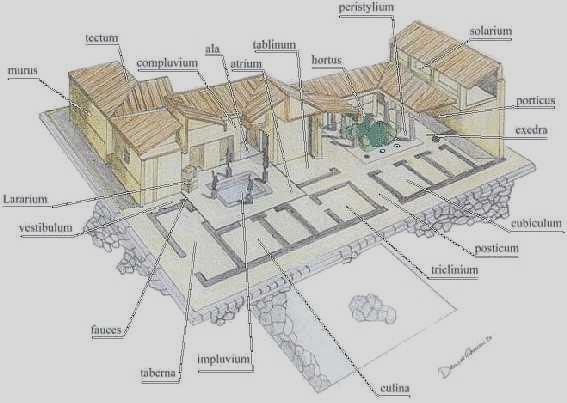 peristylium
solarium
tectum
ala
tablinum
compluvium
atrium
hortus
murus
porticus
exedra
Lararium
vestibulum
cubiculum
posticum
triclinium
fauces
taberna
impluvium
culina